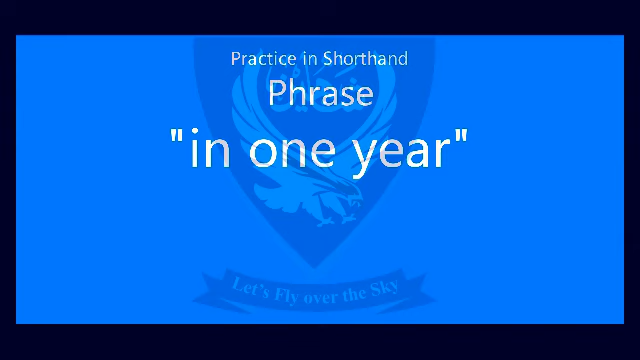 Practice in Shorthand
Phrase
"in one year"
Let's Fly over the Sky